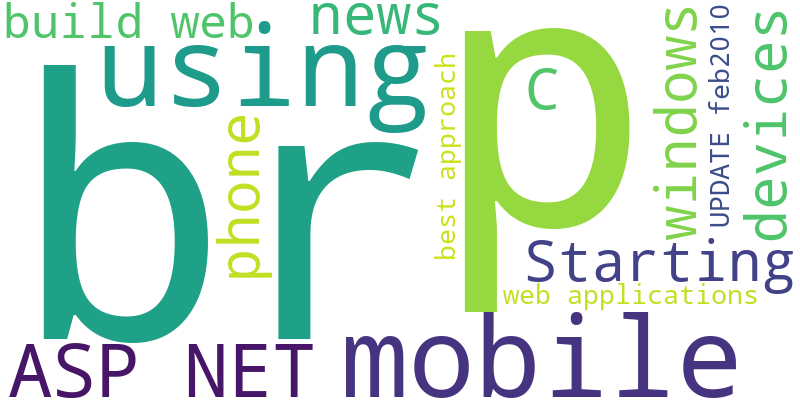 build web
news
using
br
p
C
phone
best approach
windows
UPDATE feb2010
devices
Starting
web applications
ASP NET
mobile